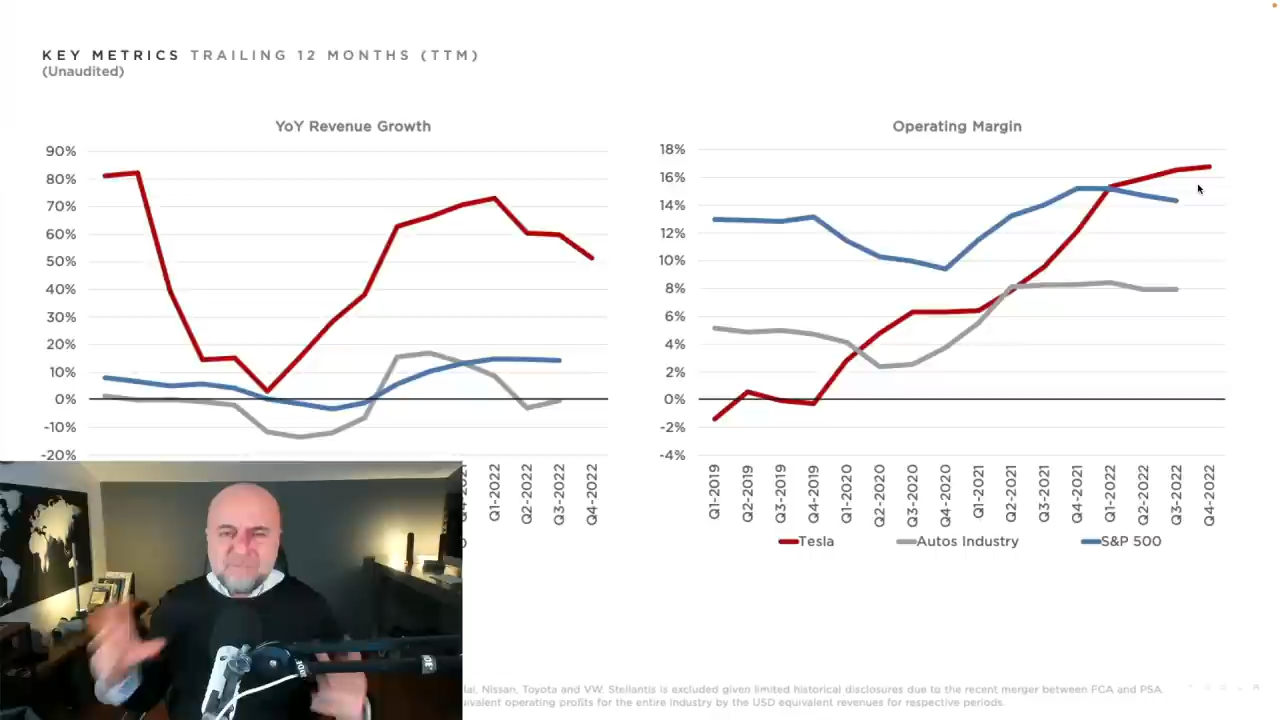 KEY METRICS TRAILING 12 MONTHS (TTM)
(Unaudited)
YoY Revenue Growth
90%
80%
70%
60%
50%
40%
30%
20%
10%
0%
-10%
-20%
Q1-2022
Q2-2022
Q3-2022
Q4-2022
Operating Margin
18%
16%
14%
12%
10%
8%
6%
4%
2%
0%
-2%
-4%
Q1-2019
Q2-2019
Q3-2019
Q4-2019
Q1-2020
Q2-2020
Q3-2020
Q4-2020
Q1-2021
Q2-2021
Q3-2021
Q4-2021
Q1-2022
Q2-2022
Q3-2022
Q4-2022
Tesla
Autos Industry
S&P 500
Nissan, Toyota and VW. Stellantis is excluded given limited historical disclosures due to the recent merger between FCA and PSA.
operating profits for the entire industry by the USD equivalent revenues for respective periods.